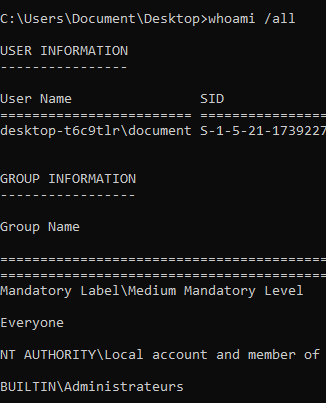 C:\Users\Document\Desktop>whoami /all
USER INFORMATION
----------------
User Name SID
======================== ================
desktop-t6c9tlr\document S-1-5-21-1739227
GROUP INFORMATION
-----------------
Group Name
=========================================
=========================================
Mandatory Label\Medium Mandatory Level
Everyone
NT AUTHORITY\Local account and member of
BUILTIN\Administrateurs